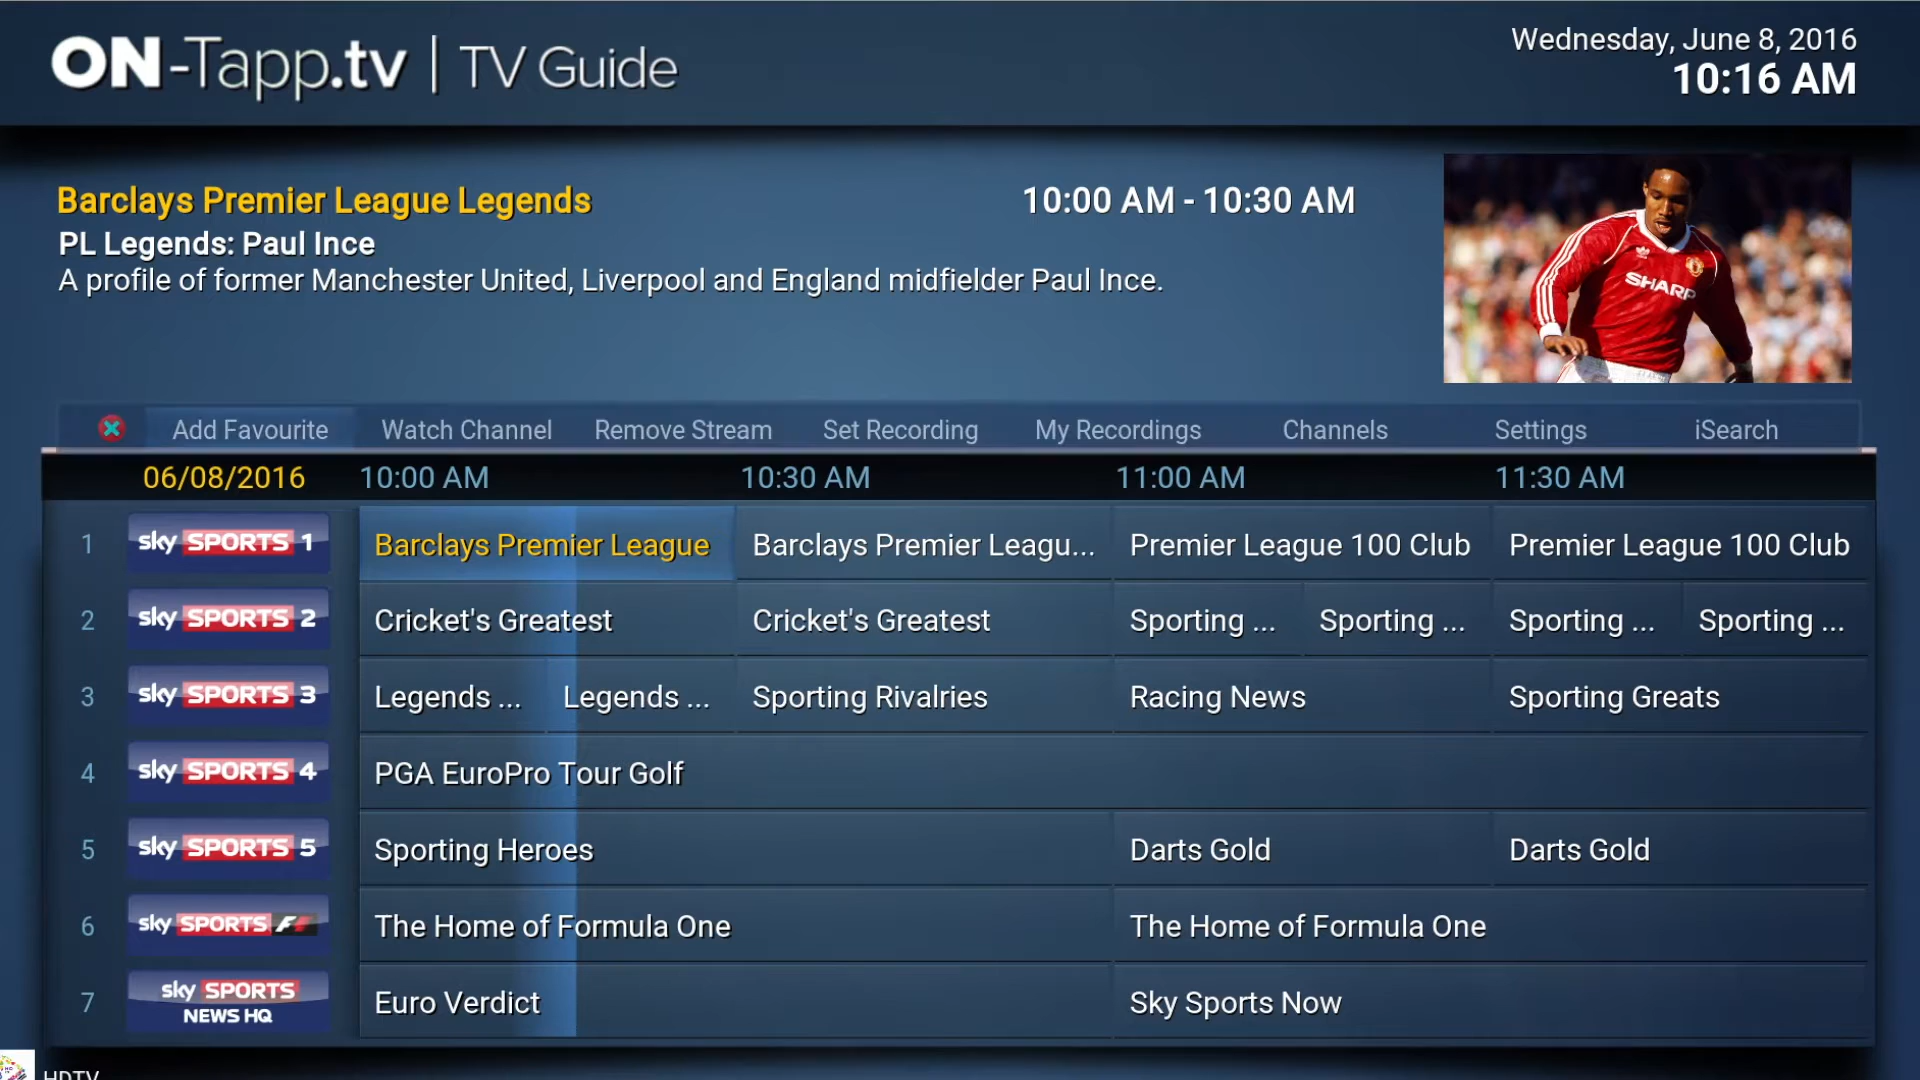 ON-Tapp.tv | TV Guide
Wednesday, June 8, 2016
10:16 AM
Barclays Premier League Legends
10:00 AM - 10:30 AM
PL Legends: Paul Ince
A profile of former Manchester United, Liverpool and England midfielder Paul Ince.
SHARP
Add Favourite Watch Channel Remove Stream Set Recording My Recordings Channels Settings iSearch
06/08/2016 10:00 AM 10:30 AM 11:00 AM 11:30 AM
1 sky SPORTS 1 Barclays Premier League Barclays Premier Leagu... Premier League 100 Club Premier League 100 Club
2 sky SPORTS 2 Cricket's Greatest Cricket's Greatest Sporting ... Sporting ... Sporting ... Sporting ...
3 sky SPORTS 3 Legends ... Legends ... Sporting Rivalries Racing News Sporting Greats
4 sky SPORTS 4 PGA EuroPro Tour Golf
5 sky SPORTS 5 Sporting Heroes Darts Gold Darts Gold
6 sky SPORTS F1 The Home of Formula One The Home of Formula One
7 sky SPORTS NEWS HQ Euro Verdict Sky Sports Now
HDTV